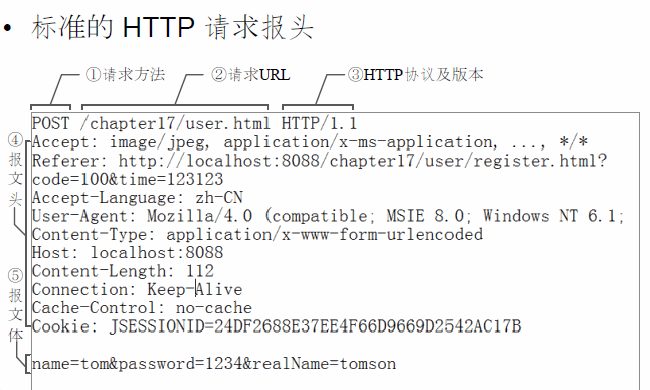 • 标准的 HTTP 请求报头
①请求方法 ②请求URL ③HTTP协议及版本
POST /chapter17/user.html HTTP/1.1
④报文头
Accept: image/jpeg, application/x-ms-application, ..., */*
Referer: http://localhost:8088/chapter17/user/register.html?
code=100&time=123123
Accept-Language: zh-CN
User-Agent: Mozilla/4.0 (compatible; MSIE 8.0; Windows NT 6.1;
Content-Type: application/x-www-form-urlencoded
Host: localhost:8088
Content-Length: 112
Connection: Keep-Alive
Cache-Control: no-cache
Cookie: JSESSIONID=24DF2688E37EE4F66D9669D2542AC17B
⑤报文体
name=tom&password=1234&realName=tomson